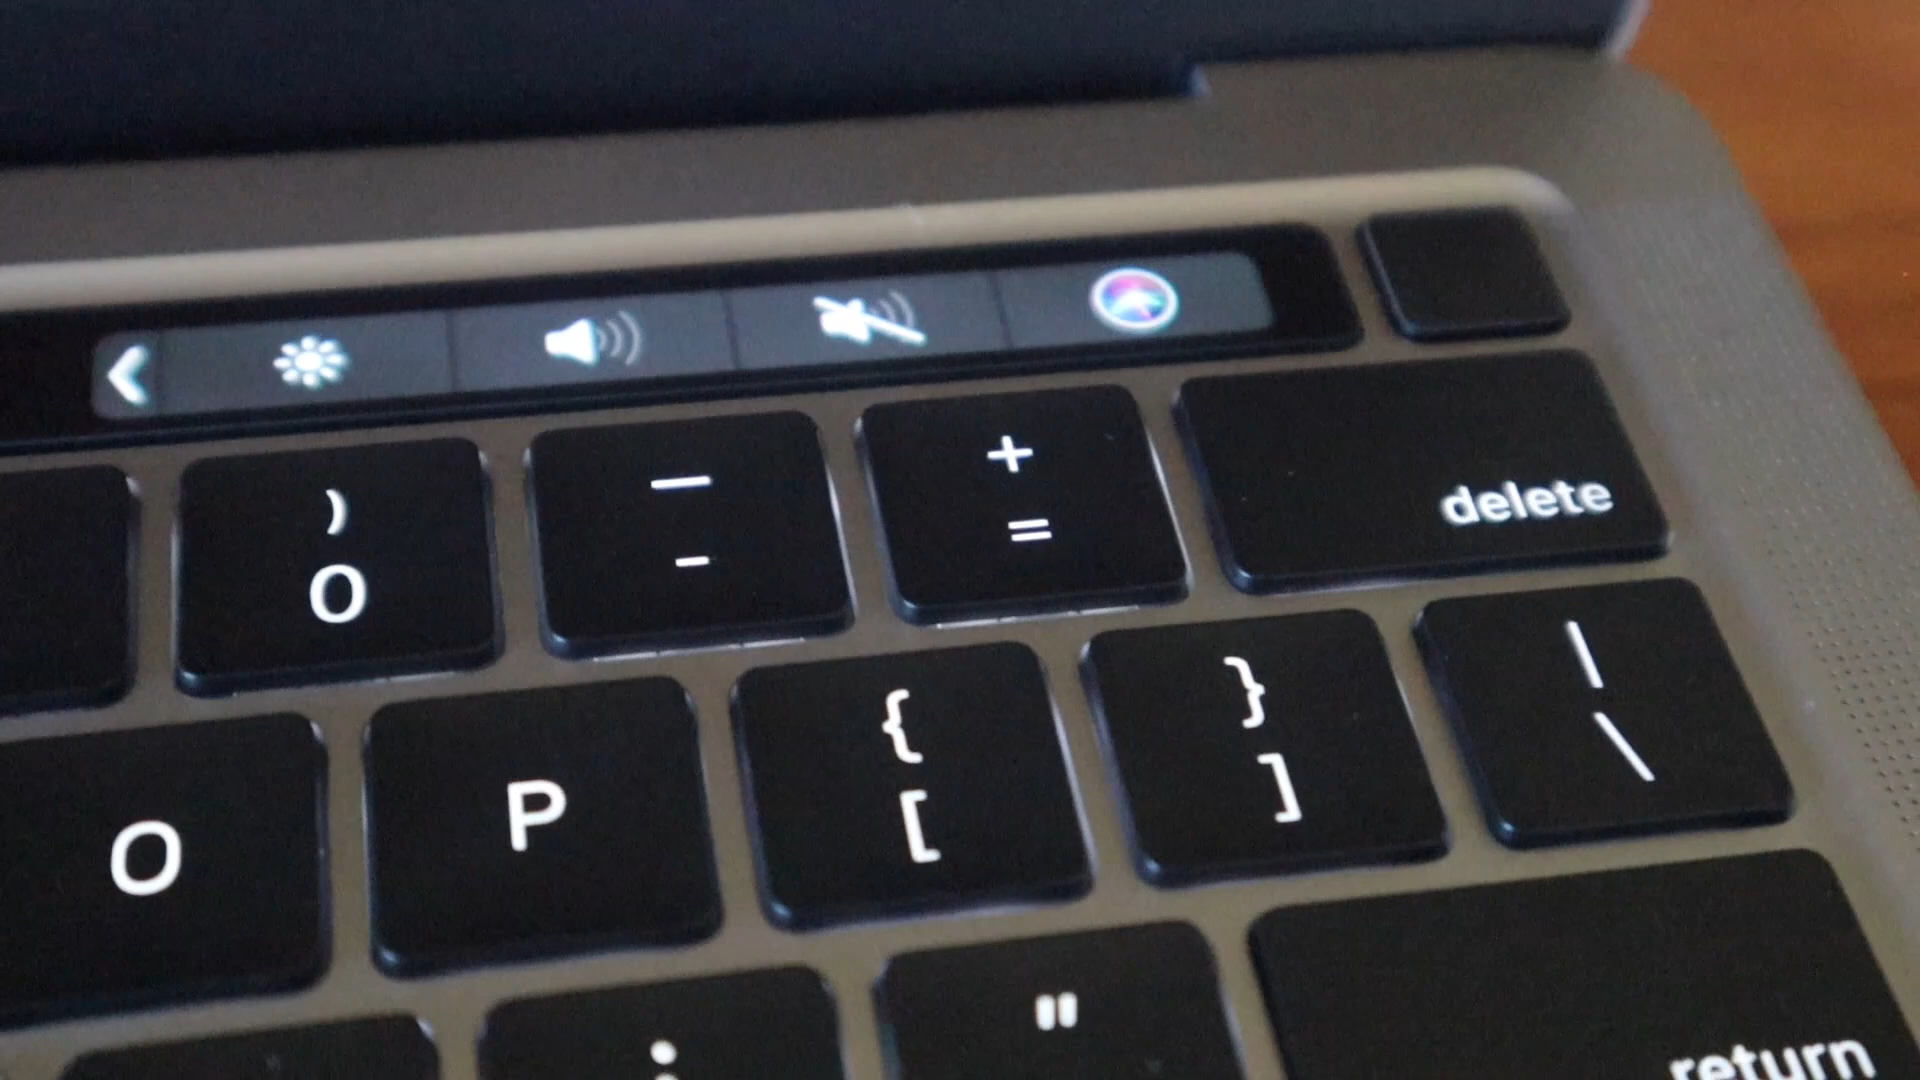 ) _ + delete
0 - =
{ } |
O P [ ] \
"
return